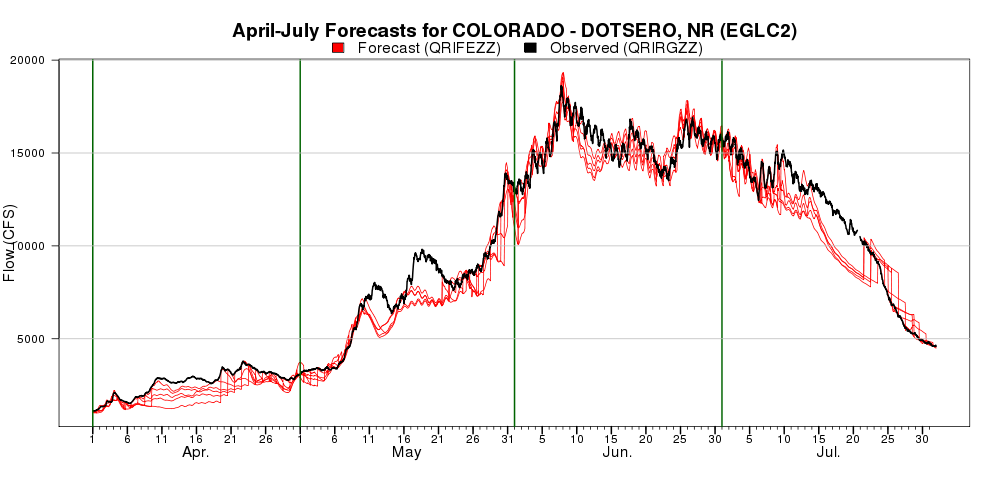 April-July Forecasts for COLORADO - DOTSERO, NR (EGLC2)
Forecast (QRIFEZZ) Observed (QRIRGZZ)
20000
15000
10000
5000
Flow (CFS)
1 6 11 16 21 26 1 6 11 16 21 26 31 5 10 15 20 25 30 5 10 15 20 25 30
Apr. May Jun. Jul.